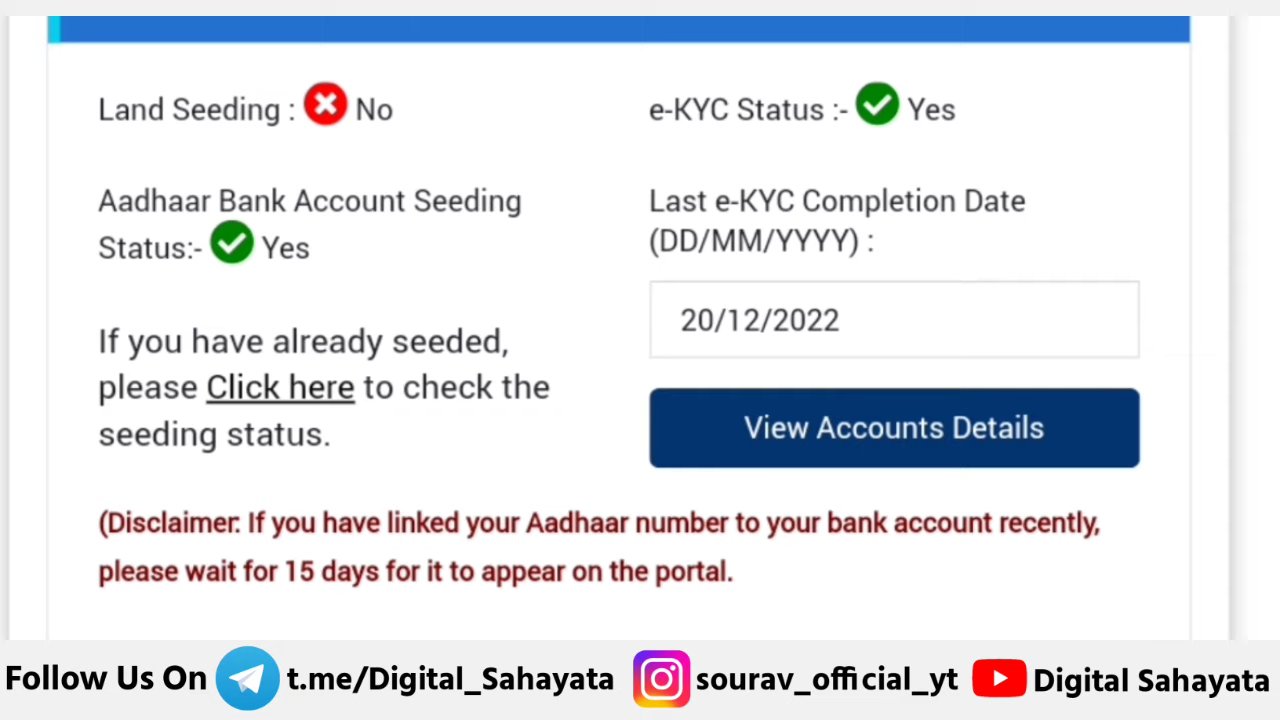 Land Seeding : No
e-KYC Status :- Yes
Aadhaar Bank Account Seeding
Status:- Yes
Last e-KYC Completion Date
(DD/MM/YYYY) :
20/12/2022
If you have already seeded,
please Click here to check the
seeding status.
View Accounts Details
(Disclaimer: If you have linked your Aadhaar number to your bank account recently,
please wait for 15 days for it to appear on the portal.
Follow Us On t.me/Digital_Sahayata sourav_official_yt Digital Sahayata